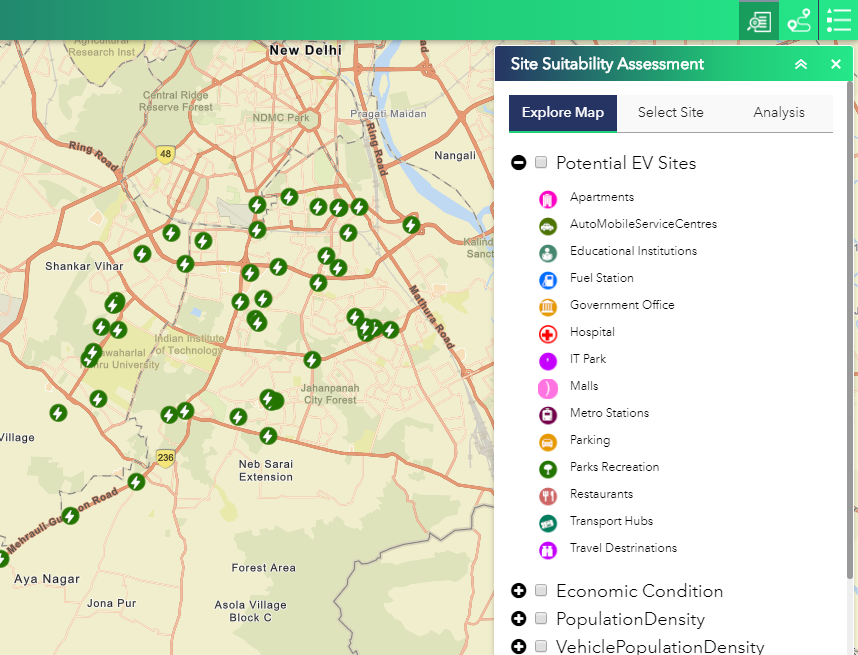 Agricultural
Research Inst
New Delhi
Central Ridge
Reserve Forest
NDMC Park
Pragati Maidan
Ring Road
Ring Road
48
Nangali
Shankar Vihar
Kalind
Sanct
Mathura Road
Indian Institute
of Technology
Jawaharlal
Nehru University
Jahanpanah
City Forest
Village
236
Neb Sarai
Extension
Mehrauli Gurgaon Road
Aya Nagar
Forest Area
Jona Pur
Asola Village
Block C
Site Suitability Assessment
Explore Map
Select Site
Analysis
Potential EV Sites
Apartments
AutoMobileServiceCentres
Educational Institutions
Fuel Station
Government Office
Hospital
IT Park
Malls
Metro Stations
Parking
Parks Recreation
Restaurants
Transport Hubs
Travel Destrinations
Economic Condition
PopulationDensity
VehiclePopulationDensity